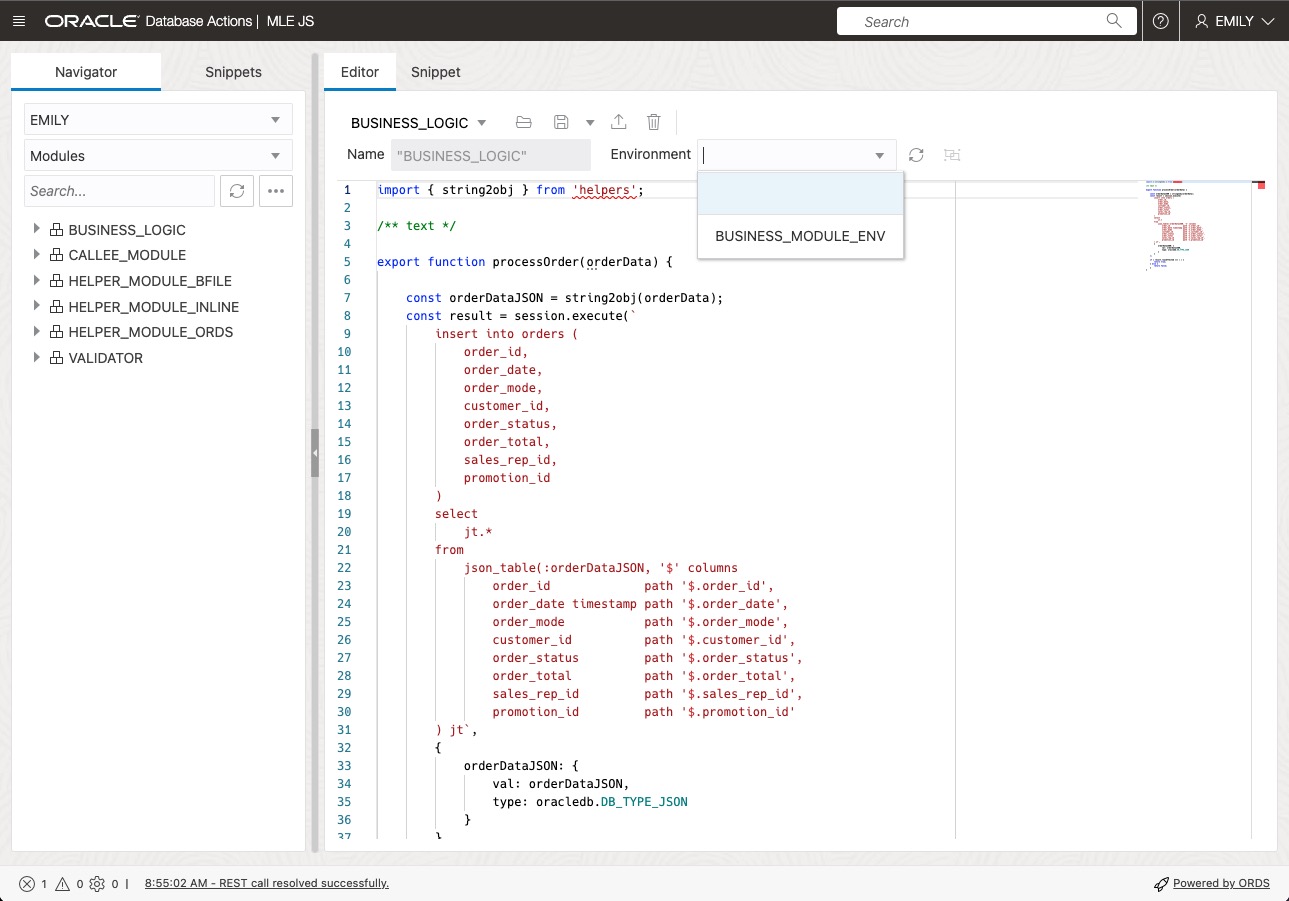 ORACLE Database Actions | MLE JS
Search
EMILY
Navigator
Snippets
EMILY
Modules
Search...
BUSINESS_LOGIC
CALLEE_MODULE
HELPER_MODULE_BFILE
HELPER_MODULE_INLINE
HELPER_MODULE_ORDS
VALIDATOR
Editor
Snippet
BUSINESS_LOGIC
Name "BUSINESS_LOGIC" Environment
BUSINESS_MODULE_ENV
1 import { string2obj } from 'helpers';
2
3 /** text */
4
5 export function processOrder(orderData) {
6
7 const orderDataJSON = string2obj(orderData);
8 const result = session.execute(`
9 insert into orders (
10 order_id,
11 order_date,
12 order_mode,
13 customer_id,
14 order_status,
15 order_total,
16 sales_rep_id,
17 promotion_id
18 )
19 select
20 jt.*
21 from
22 json_table(:orderDataJSON, '$' columns
23 order_id path '$.order_id',
24 order_date timestamp path '$.order_date',
25 order_mode path '$.order_mode',
26 customer_id path '$.customer_id',
27 order_status path '$.order_status',
28 order_total path '$.order_total',
29 sales_rep_id path '$.sales_rep_id',
30 promotion_id path '$.promotion_id'
31 ) jt`,
32 {
33 orderDataJSON: {
34 val: orderDataJSON,
35 type: oracledb.DB_TYPE_JSON
36 }
37 }
1 0 0 | 8:55:02 AM - REST call resolved successfully.
Powered by ORDS